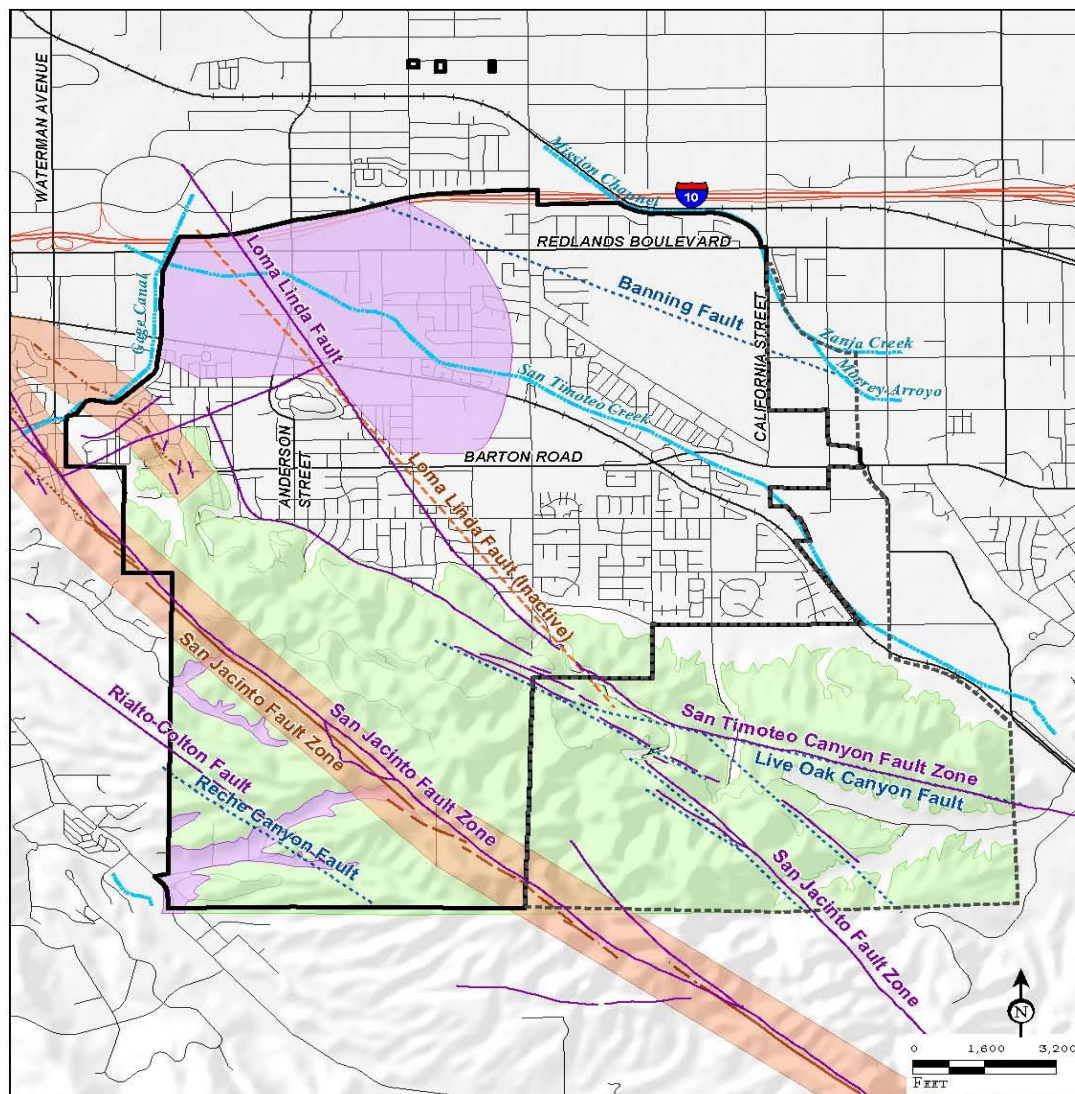 WATERMAN AVENUE
Mission Channel
10
REDLANDS BOULEVARD
Loma Linda Fault
Gage Canal
Banning Fault
CALIFORNIA STREET
Zanja Creek
Morrey Arroyo
San Timoteo Creek
ANDERSON
STREET
BARTON ROAD
Loma Linda Fault (Inactive)
San Jacinto Fault Zone
San Jacinto Fault Zone
Rialto-Colton Fault
Reche Canyon Fault
San Timoteo Canyon Fault Zone
Live Oak Canyon Fault
San Jacinto Fault Zone
N
0 1,600 3,200
FEET